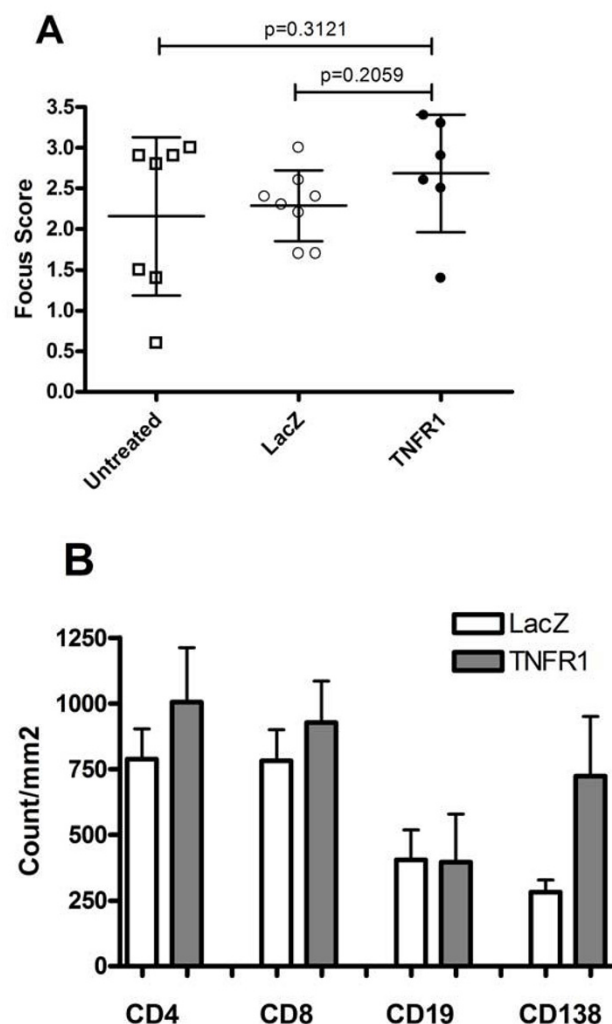 A
p=0.3121
p=0.2059
3.5
3.0
2.5
2.0
1.5
1.0
0.5
0.0
Focus Score
Untreated
LacZ
TNFR1
B
LacZ
TNFR1
1250
1000
750
500
250
0
Count/mm2
CD4 CD8 CD19 CD138